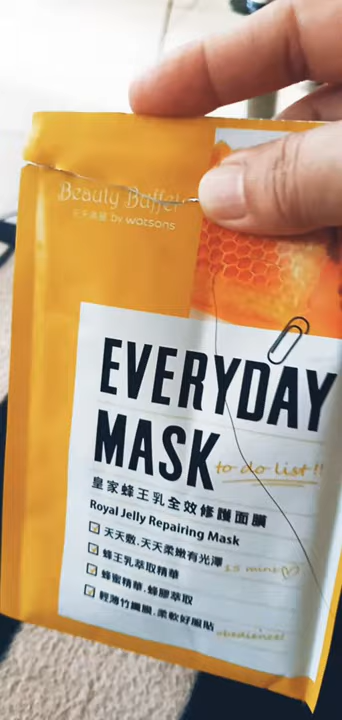 Beauty Buffet
by watsons
EVERYDAY
MASK
to do list!!
皇家蜂王乳全效修護面膜
Royal Jelly Repairing Mask
天天敷.天天柔嫩有光澤
蜂王乳萃取精華
15 mins
蜂蜜精華.蜂膠萃取
輕薄竹纖維.柔軟好服貼
obedience!